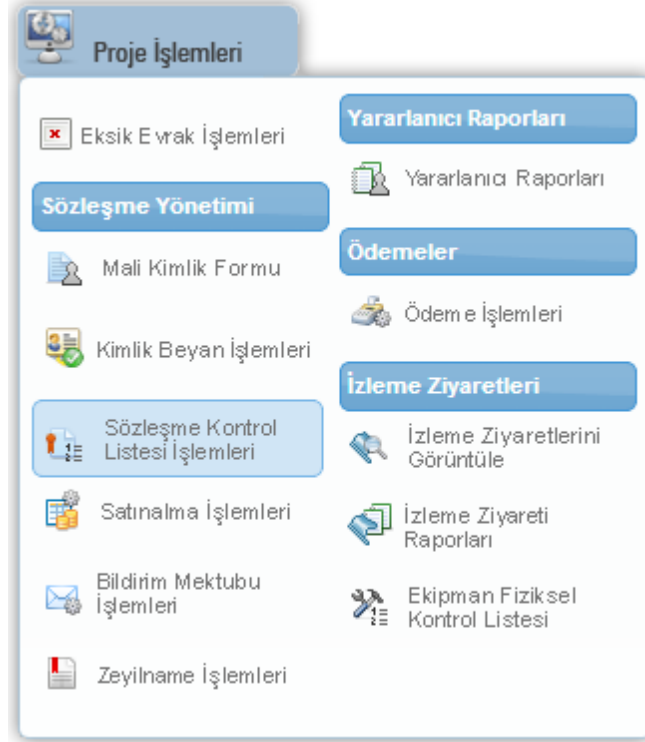 Proje İşlemleri
Eksik Evrak İşlemleri
Sözleşme Yönetimi
Mali Kimlik Formu
Kimlik Beyan İşlemleri
Sözleşme Kontrol
Listesi İşlemleri
Satınalma İşlemleri
Bildirim Mektubu
İşlemleri
Zeyilname İşlemleri
Yararlanıcı Raporları
Yararlanıcı Raporları
Ödemeler
Ödeme İşlemleri
İzleme Ziyaretleri
İzleme Ziyaretlerini
Görüntüle
İzleme Ziyareti
Raporları
Ekipman Fiziksel
Kontrol Listesi